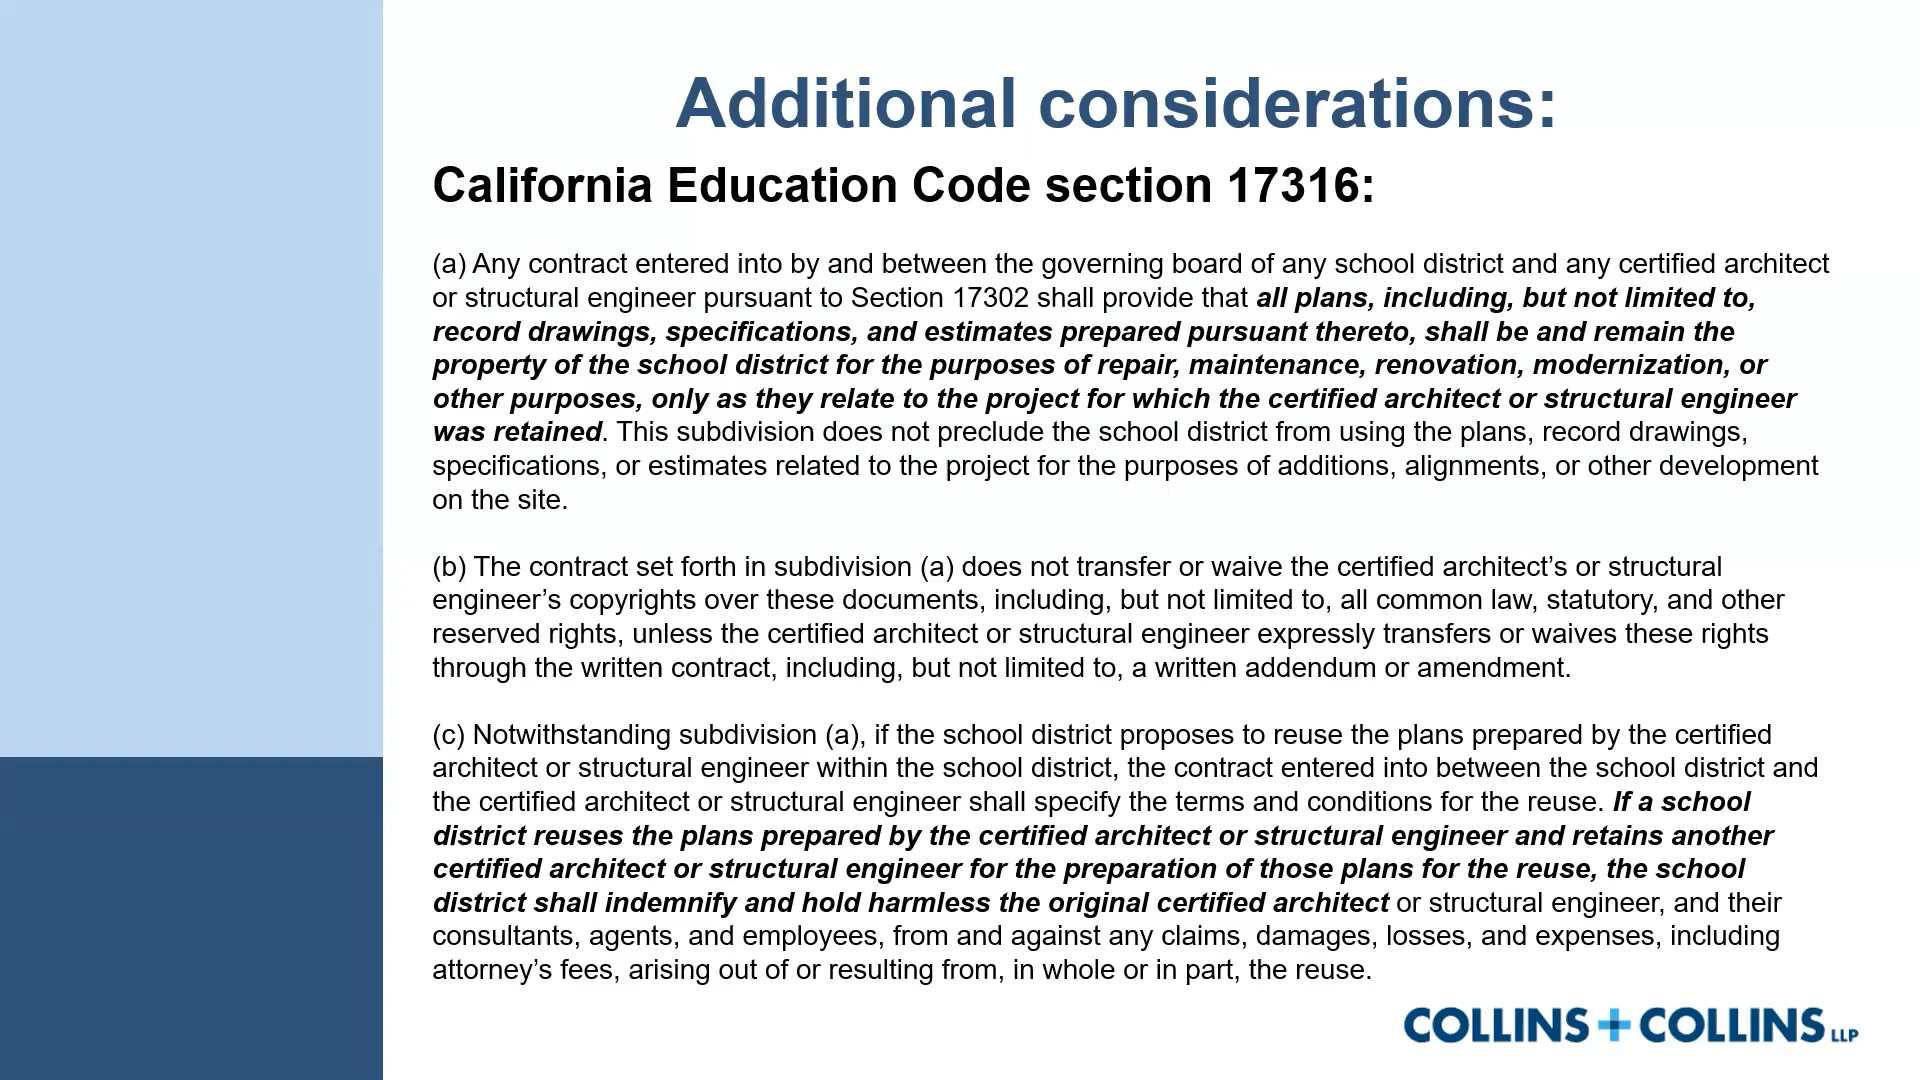 Additional considerations:
California Education Code section 17316:
(a) Any contract entered into by and between the governing board of any school district and any certified architect
or structural engineer pursuant to Section 17302 shall provide that all plans, including, but not limited to,
record drawings, specifications, and estimates prepared pursuant thereto, shall be and remain the
property of the school district for the purposes of repair, maintenance, renovation, modernization, or
other purposes, only as they relate to the project for which the certified architect or structural engineer
was retained. This subdivision does not preclude the school district from using the plans, record drawings,
specifications, or estimates related to the project for the purposes of additions, alignments, or other development
on the site.
(b) The contract set forth in subdivision (a) does not transfer or waive the certified architect’s or structural
engineer’s copyrights over these documents, including, but not limited to, all common law, statutory, and other
reserved rights, unless the certified architect or structural engineer expressly transfers or waives these rights
through the written contract, including, but not limited to, a written addendum or amendment.
(c) Notwithstanding subdivision (a), if the school district proposes to reuse the plans prepared by the certified
architect or structural engineer within the school district, the contract entered into between the school district and
the certified architect or structural engineer shall specify the terms and conditions for the reuse. If a school
district reuses the plans prepared by the certified architect or structural engineer and retains another
certified architect or structural engineer for the preparation of those plans for the reuse, the school
district shall indemnify and hold harmless the original certified architect or structural engineer, and their
consultants, agents, and employees, from and against any claims, damages, losses, and expenses, including
attorney’s fees, arising out of or resulting from, in whole or in part, the reuse.
COLLINS + COLLINS LLP